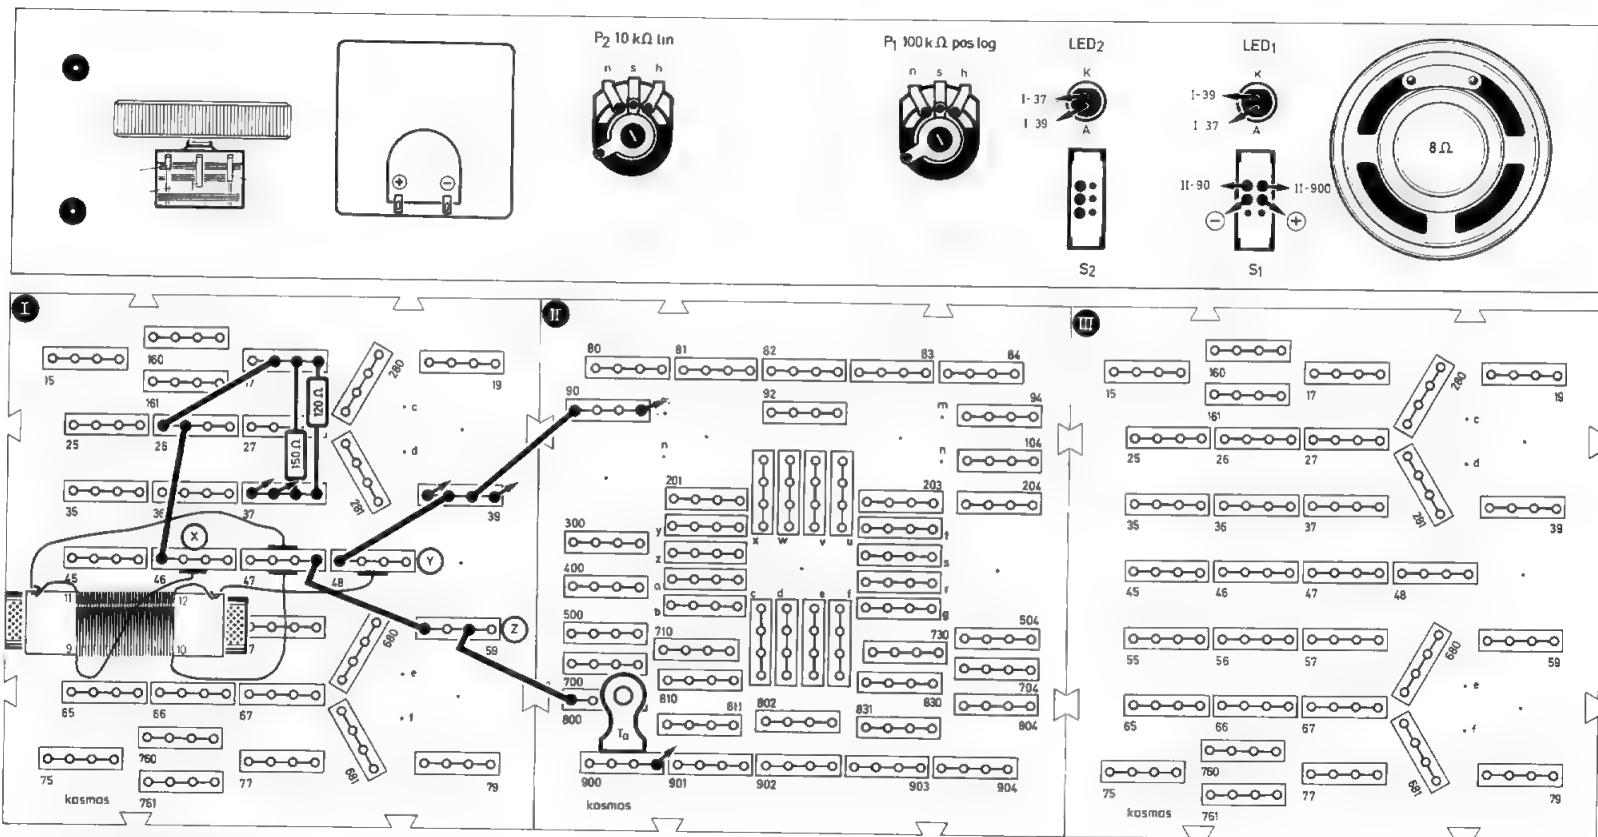 P₂ 10 kΩ lin
n s h
P₁ 100 kΩ pos log
n s h
LED₂
K
I-37
I 39
A
S₂
LED₁
K
I-39
I 37
A
II-90
II-900
− +
S₁
8 Ω
+ −
I
15
160
161
17
280
19
c
25
26
27
120 Ω
150 Ω
d
35
36
37
281
39
X
45
46
47
48
Y
11
12
9
10
7
680
59
Z
e
65
66
67
f
75
760
761
77
681
79
kosmos
II
80
81
82
83
84
90
92
m
94
n
n
104
201
203
204
300
y
z
a
b
x
w
v
u
t
s
r
g
400
500
c
d
e
f
504
710
730
700
704
800
810
811
802
831
830
804
Ta
900
901
902
903
904
kosmos
III
15
160
161
17
280
19
c
25
26
27
d
35
36
37
281
39
45
46
47
48
55
56
57
680
59
e
65
66
67
f
75
760
761
77
681
79
kosmos